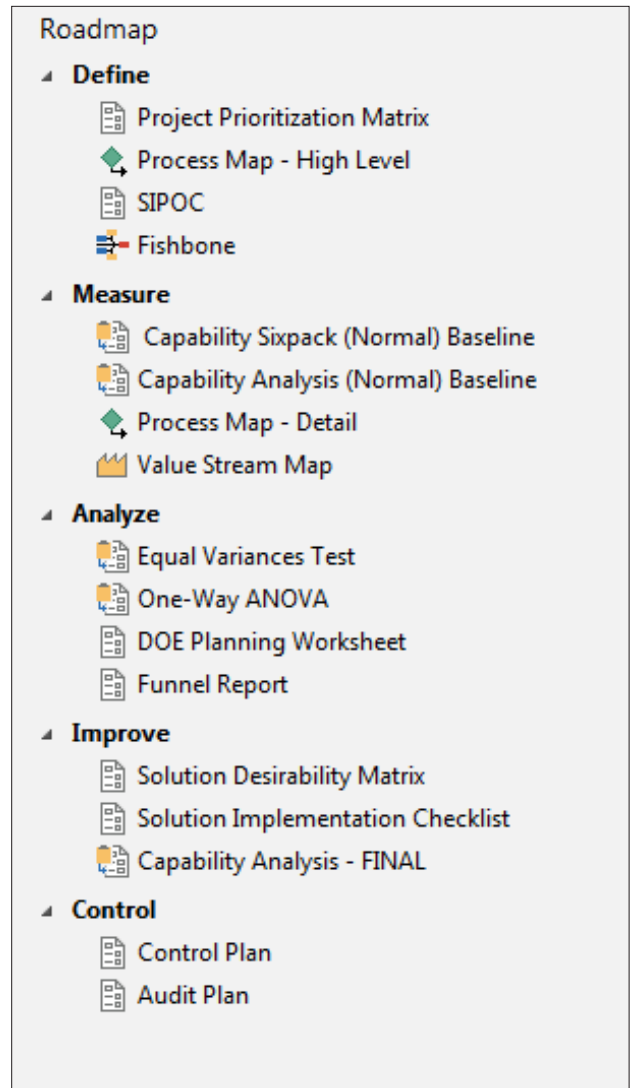 Roadmap
Define
Project Prioritization Matrix
Process Map - High Level
SIPOC
Fishbone
Measure
Capability Sixpack (Normal) Baseline
Capability Analysis (Normal) Baseline
Process Map - Detail
Value Stream Map
Analyze
Equal Variances Test
One-Way ANOVA
DOE Planning Worksheet
Funnel Report
Improve
Solution Desirability Matrix
Solution Implementation Checklist
Capability Analysis - FINAL
Control
Control Plan
Audit Plan